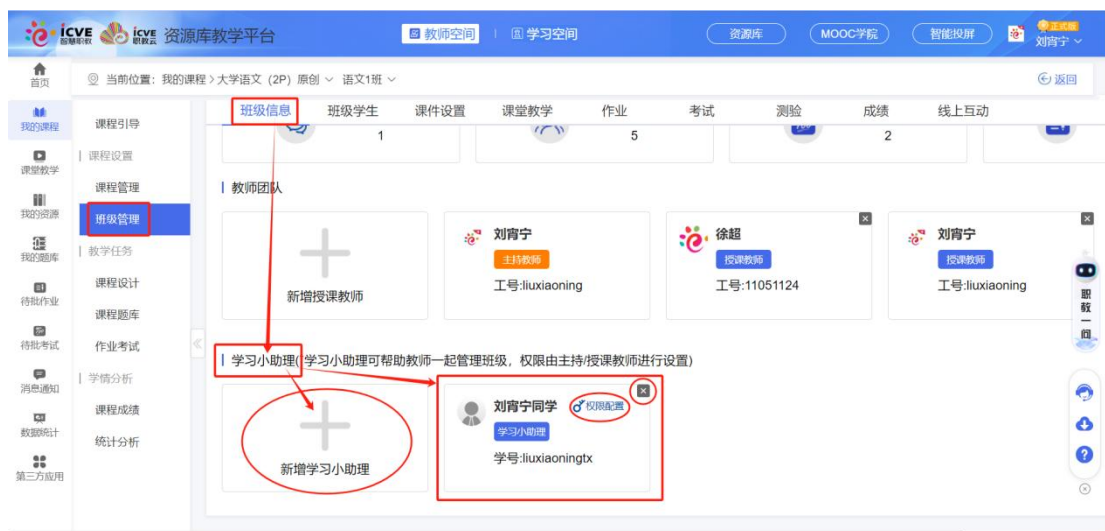 icve 智慧职教 icve 职教云 资源库教学平台 教师空间 学习空间 资源库 MOOC学院 智能投屏 正式版 刘宵宁
首页
当前位置：我的课程 > 大学语文（2P）原创 语文1班 返回
我的课程
课堂教学
我的资源
我的题库
待批作业
待批考试
消息通知
数据统计
第三方应用
课程引导
课程设置
课程管理
班级管理
教学任务
课程设计
课程题库
作业考试
学情分析
课程成绩
统计分析
班级信息 班级学生 课件设置 课堂教学 作业 考试 测验 成绩 线上互动
1 5 2
教师团队
新增授课教师
刘宵宁
主持教师
工号:liuxiaoning
徐超
授课教师
工号:11051124
刘宵宁
授课教师
工号:liuxiaoning
学习小助理(学习小助理可帮助教师一起管理班级，权限由主持/授课教师进行设置)
新增学习小助理
刘宵宁同学 权限配置
学习小助理
学号:liuxiaoningtx
职教一问